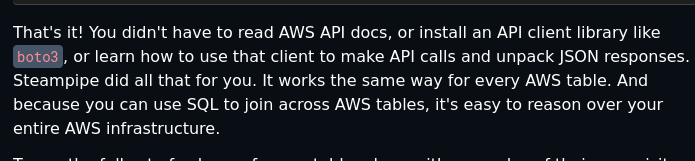 That's it! You didn't have to read AWS API docs, or install an API client library like
boto3, or learn how to use that client to make API calls and unpack JSON responses.
Steampipe did all that for you. It works the same way for every AWS table. And
because you can use SQL to join across AWS tables, it's easy to reason over your
entire AWS infrastructure.